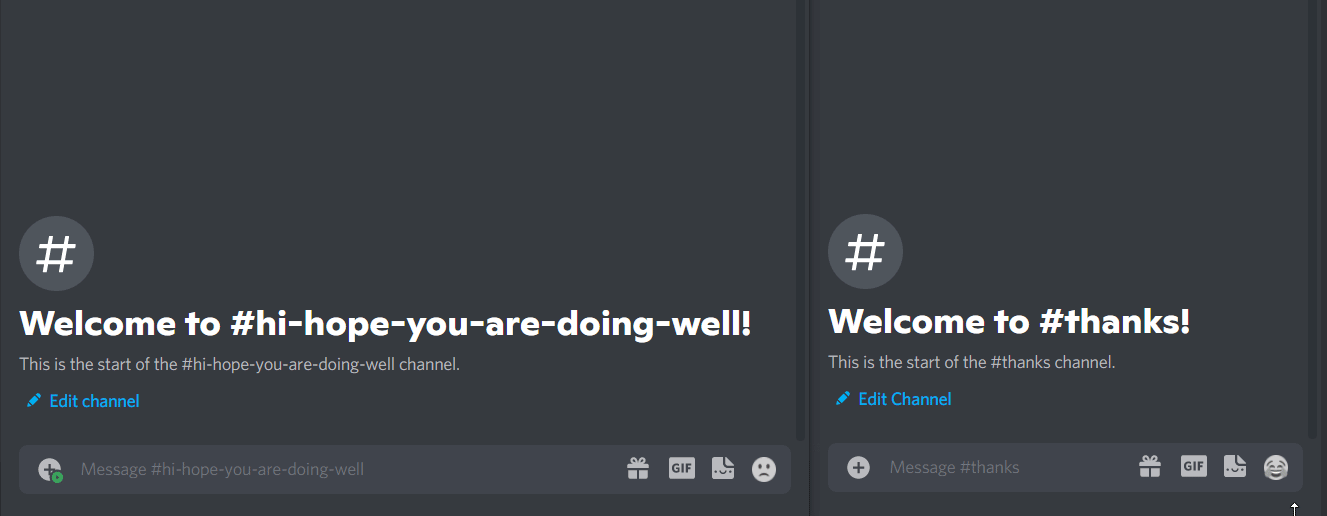 #
Welcome to #hi-hope-you-are-doing-well!
This is the start of the #hi-hope-you-are-doing-well channel.
Edit channel
Message #hi-hope-you-are-doing-well
GIF
#
Welcome to #thanks!
This is the start of the #thanks channel.
Edit Channel
Message #thanks
GIF